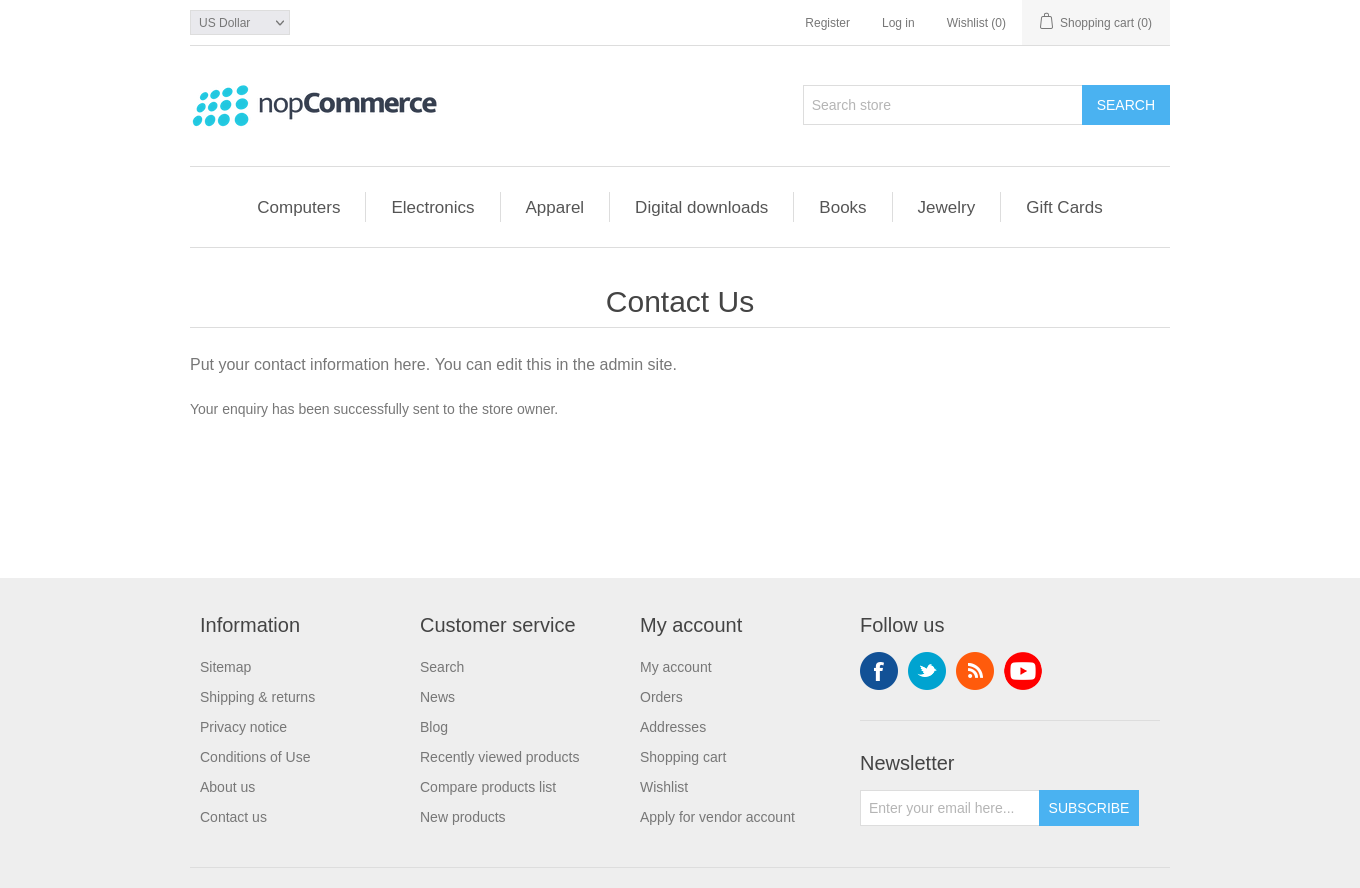 US Dollar
Register
Log in
Wishlist (0)
Shopping cart (0)
nopCommerce
Search store
SEARCH
Computers
Electronics
Apparel
Digital downloads
Books
Jewelry
Gift Cards
Contact Us
Put your contact information here. You can edit this in the admin site.
Your enquiry has been successfully sent to the store owner.
Information
Sitemap
Shipping & returns
Privacy notice
Conditions of Use
About us
Contact us
Customer service
Search
News
Blog
Recently viewed products
Compare products list
New products
My account
My account
Orders
Addresses
Shopping cart
Wishlist
Apply for vendor account
Follow us
Newsletter
Enter your email here...
SUBSCRIBE